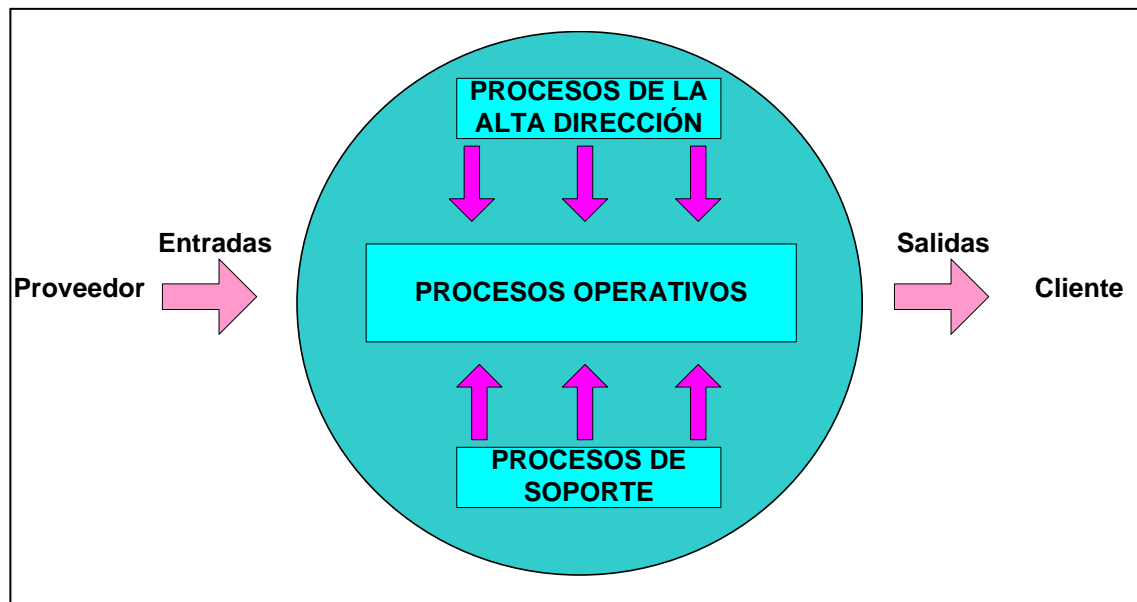 PROCESOS DE LA
ALTA DIRECCIÓN
Entradas
Proveedor
PROCESOS OPERATIVOS
Salidas
Cliente
PROCESOS DE
SOPORTE